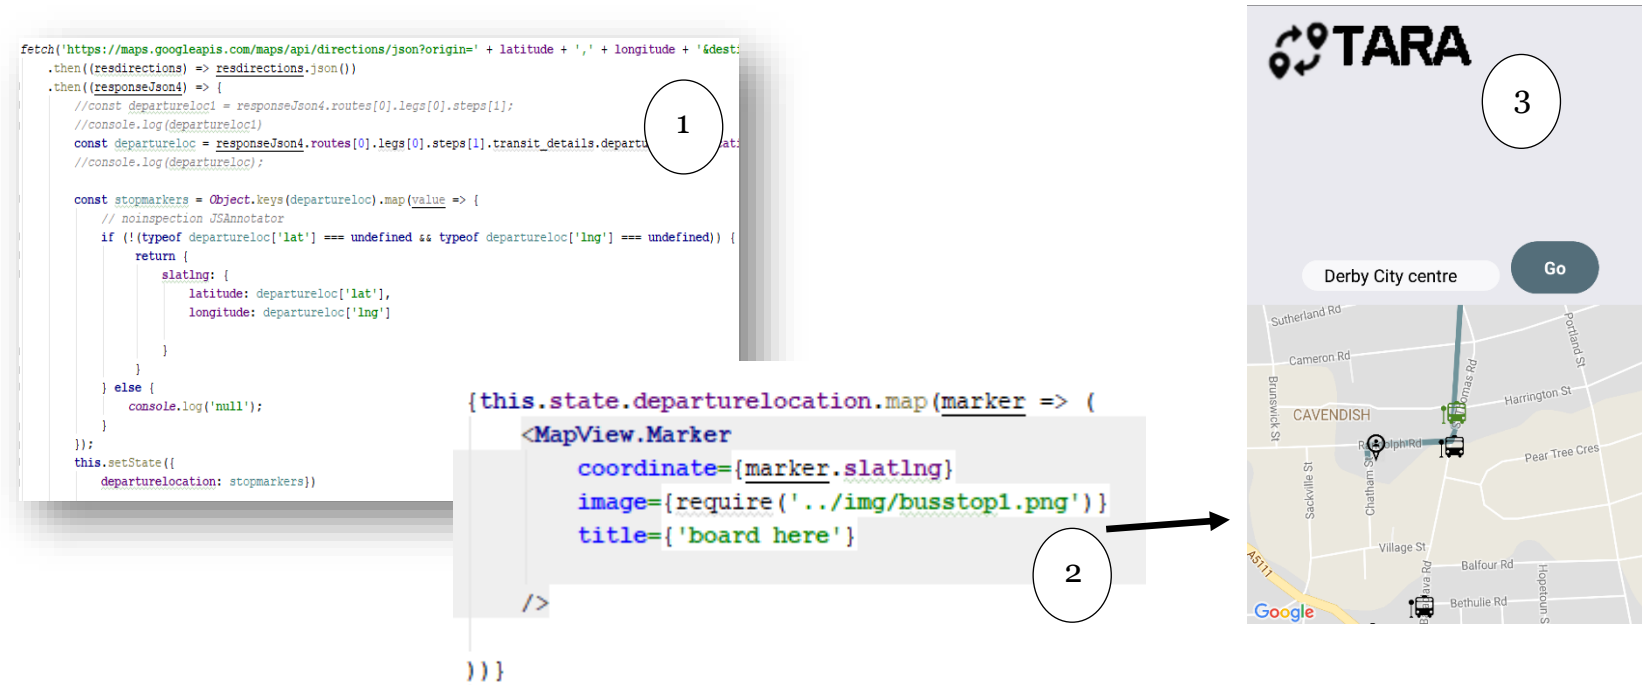 fetch('https://maps.googleapis.com/maps/api/directions/json?origin=' + latitude + ',' + longitude + '&desti
.then((resdirections) => resdirections.json())
.then((responseJson4) => {
//const departureloc1 = responseJson4.routes[0].legs[0].steps[1];
//console.log(departureloc1)
const departureloc = responseJson4.routes[0].legs[0].steps[1].transit_details.departu
//console.log(departureloc);
const stopmarkers = Object.keys(departureloc).map(value => {
// noinspection JSAnnotator
if (!(typeof departureloc['lat'] === undefined && typeof departureloc['lng'] === undefined)) {
return {
slatlng: {
latitude: departureloc['lat'],
longitude: departureloc['lng']
}
}
} else {
console.log('null');
}
});
this.setState({
departurelocation: stopmarkers})
1
{this.state.departurelocation.map(marker => (
<MapView.Marker
coordinate={marker.slatlng}
image={require('../img/busstop1.png')}
title={'board here'}
/>
))}
2
TARA
3
Derby City centre
Go
Sutherland Rd
Portland St
Cameron Rd
Thomas Rd
Brunswick St
Harrington St
CAVENDISH
Randolph Rd
Pear Tree Cres
Sackville St
Chatham St
Village St
A5111
Balfour Rd
Hopetoun S
Bethulie Rd
Google